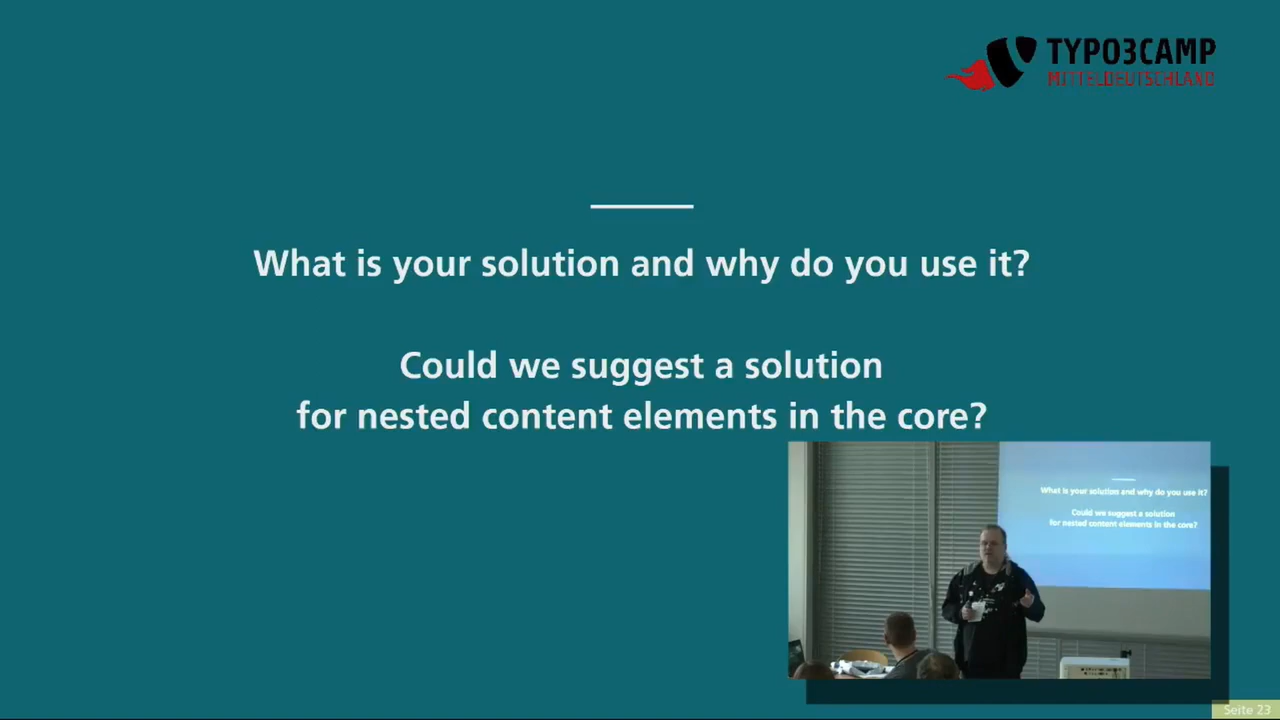 TYPO3CAMP
MITTELDEUTSCHLAND
What is your solution and why do you use it?
Could we suggest a solution
for nested content elements in the core?
What is your solution and why do you use it?
Could we suggest a solution
for nested content elements in the core?
Seite 23